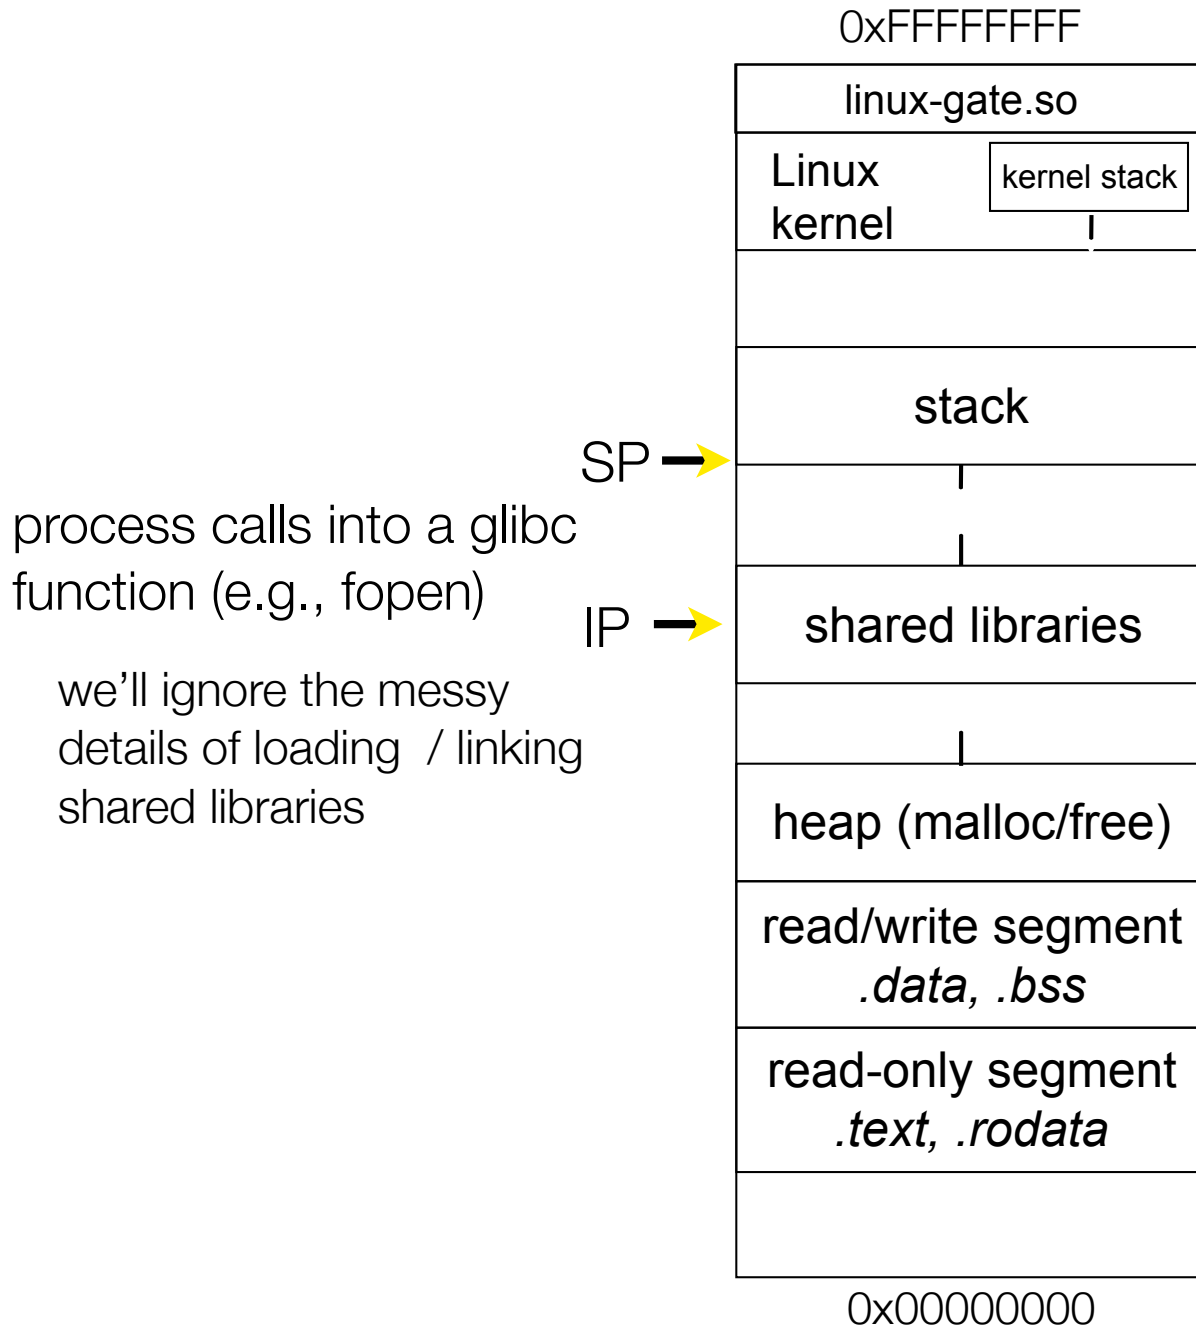 0xFFFFFFFF
linux-gate.so
Linux
kernel
kernel stack
stack
SP
process calls into a glibc
function (e.g., fopen)
IP
shared libraries
we’ll ignore the messy
details of loading  / linking
shared libraries
heap (malloc/free)
read/write segment
.data, .bss
read-only segment
.text, .rodata
0x00000000